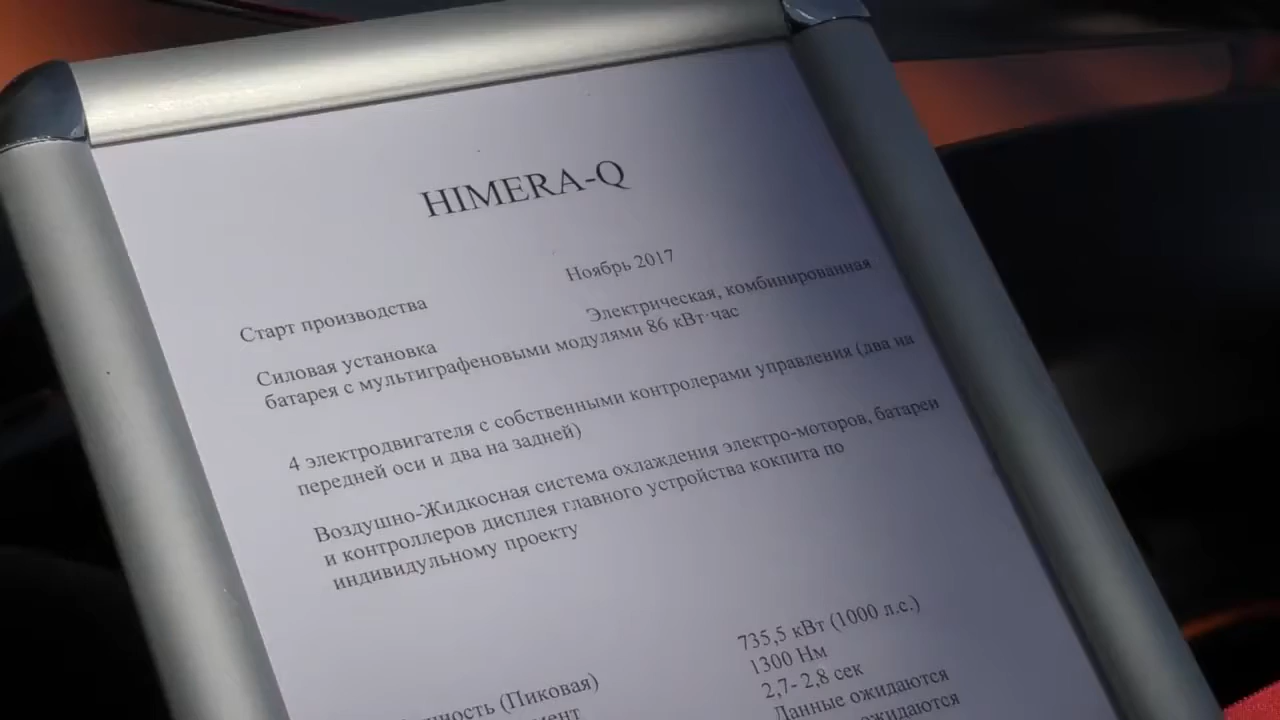 HIMERA-Q
Старт производства Ноябрь 2017
Силовая установка Электрическая, комбинированная
батарея с мультиграфеновыми модулями 86 кВт·час
4 электродвигателя с собственными контролерами управления (два на
передней оси и два на задней)
Воздушно-Жидкосная система охлаждения электро-моторов, батареи
и контроллеров дисплея главного устройства кокпита по
индивидульному проекту
(Пиковая) 735,5 кВт (1000 л.с.)
1300 Нм
2,7- 2,8 сек
Данные ожидаются
ожидаются